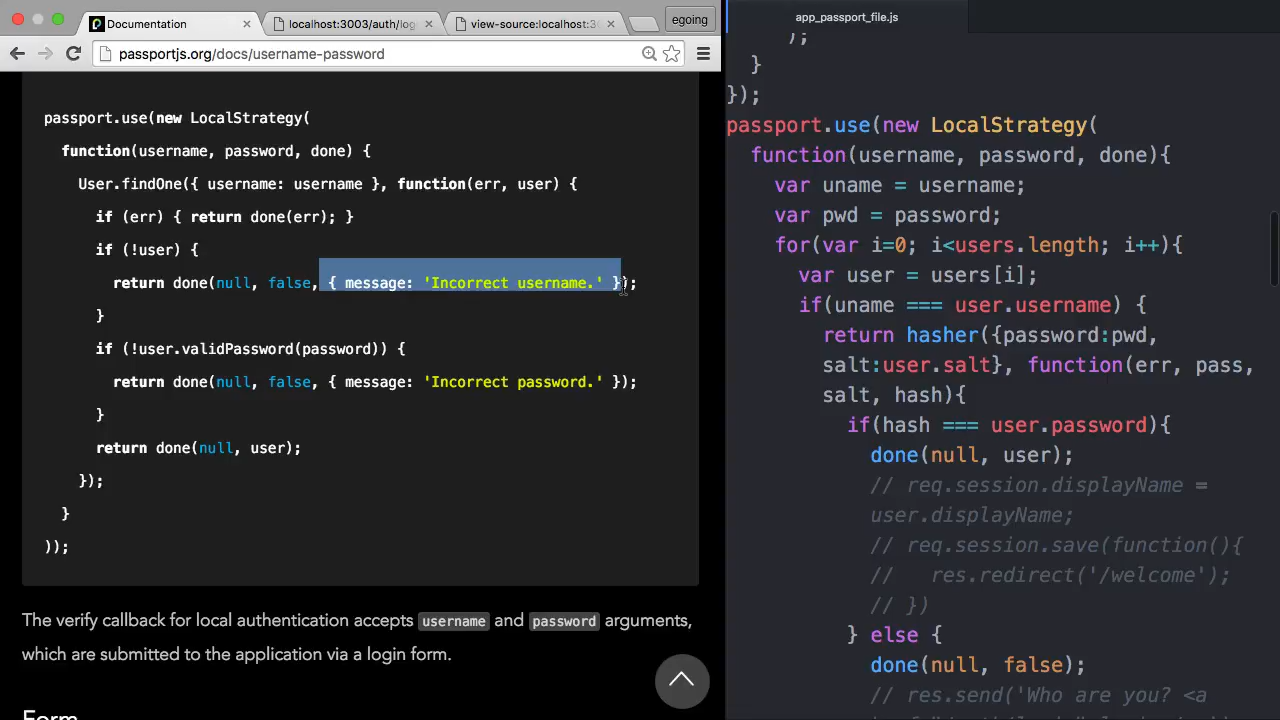 Documentation
localhost:3003/auth/log
view-source:localhost:3
egoing
passportjs.org/docs/username-password
passport.use(new LocalStrategy(
function(username, password, done) {
User.findOne({ username: username }, function(err, user) {
if (err) { return done(err); }
if (!user) {
return done(null, false, { message: 'Incorrect username.' });
}
if (!user.validPassword(password)) {
return done(null, false, { message: 'Incorrect password.' });
}
return done(null, user);
});
}
));
The verify callback for local authentication accepts username and password arguments,
which are submitted to the application via a login form.
Form
app_passport_file.js
);
}
});
passport.use(new LocalStrategy(
function(username, password, done){
var uname = username;
var pwd = password;
for(var i=0; i<users.length; i++){
var user = users[i];
if(uname === user.username) {
return hasher({password:pwd,
salt:user.salt}, function(err, pass,
salt, hash){
if(hash === user.password){
done(null, user);
// req.session.displayName =
user.displayName;
// req.session.save(function(){
//   res.redirect('/welcome');
// })
} else {
done(null, false);
// res.send('Who are you? <a